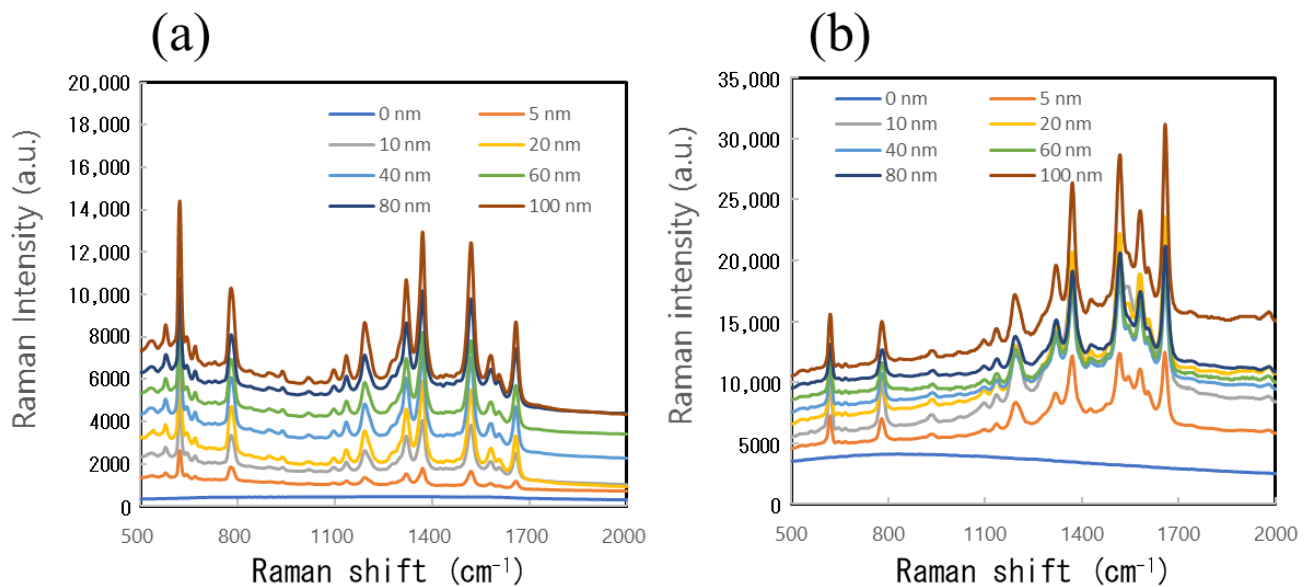 (a)
Raman Intensity (a.u.)
20,000
18,000
16,000
14,000
12,000
10,000
8000
6000
4000
2000
0
0 nm 5 nm
10 nm 20 nm
40 nm 60 nm
80 nm 100 nm
500 800 1100 1400 1700 2000
Raman shift (cm⁻¹)
(b)
Raman intensity (a.u.)
35,000
30,000
25,000
20,000
15,000
10,000
5000
0
0 nm 5 nm
10 nm 20 nm
40 nm 60 nm
80 nm 100 nm
500 800 1100 1400 1700 2000
Raman shift (cm⁻¹)